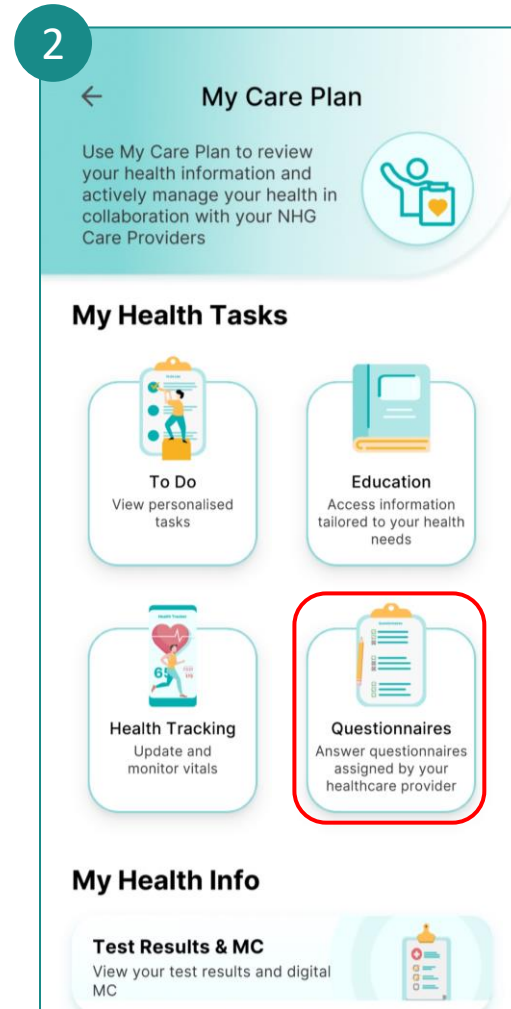 2
My Care Plan
Use My Care Plan to review
your health information and
actively manage your health in
collaboration with your NHG
Care Providers
My Health Tasks
To Do
View personalised
tasks
Education
Access information
tailored to your health
needs
Health Tracking
Update and
monitor vitals
Questionnaires
Answer questionnaires
assigned by your
healthcare provider
My Health Info
Test Results & MC
View your test results and digital
MC